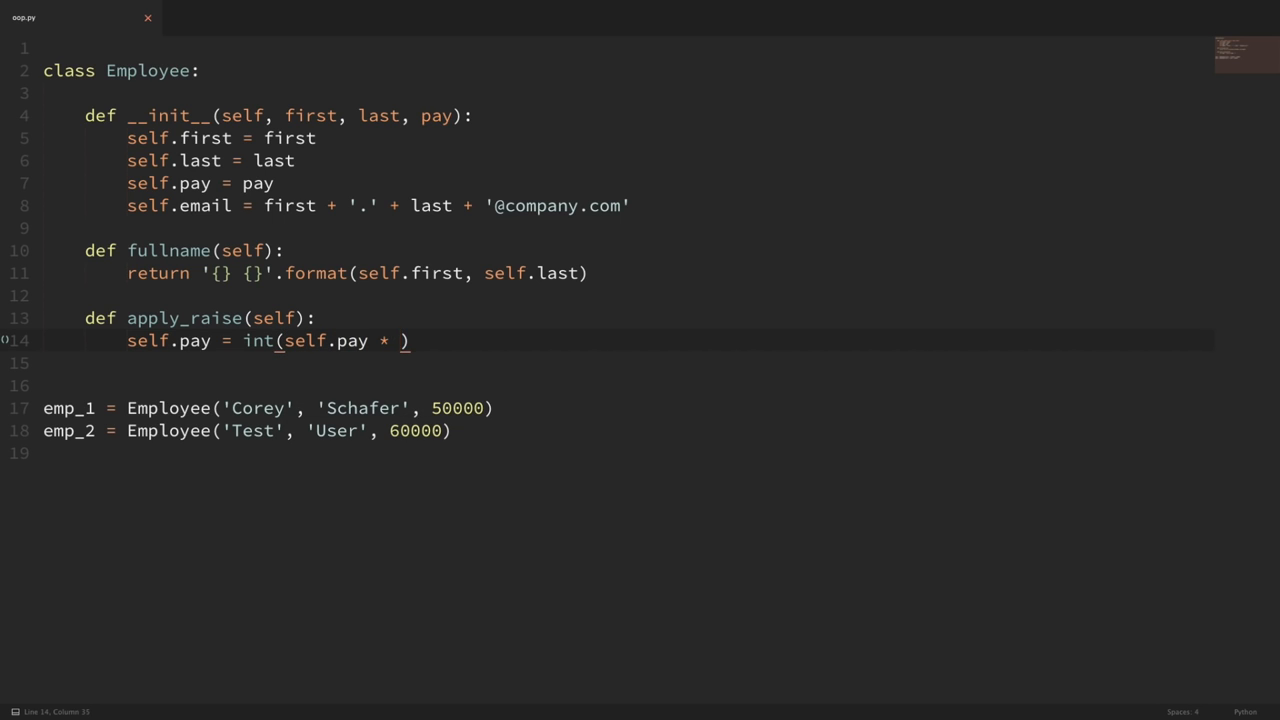 oop.py ×
1
2 class Employee:
3
4     def __init__(self, first, last, pay):
5         self.first = first
6         self.last = last
7         self.pay = pay
8         self.email = first + '.' + last + '@company.com'
9
10     def fullname(self):
11         return '{} {}'.format(self.first, self.last)
12
13     def apply_raise(self):
()14         self.pay = int(self.pay * )
15
16
17 emp_1 = Employee('Corey', 'Schafer', 50000)
18 emp_2 = Employee('Test', 'User', 60000)
19
Line 14, Column 35 Spaces: 4 Python